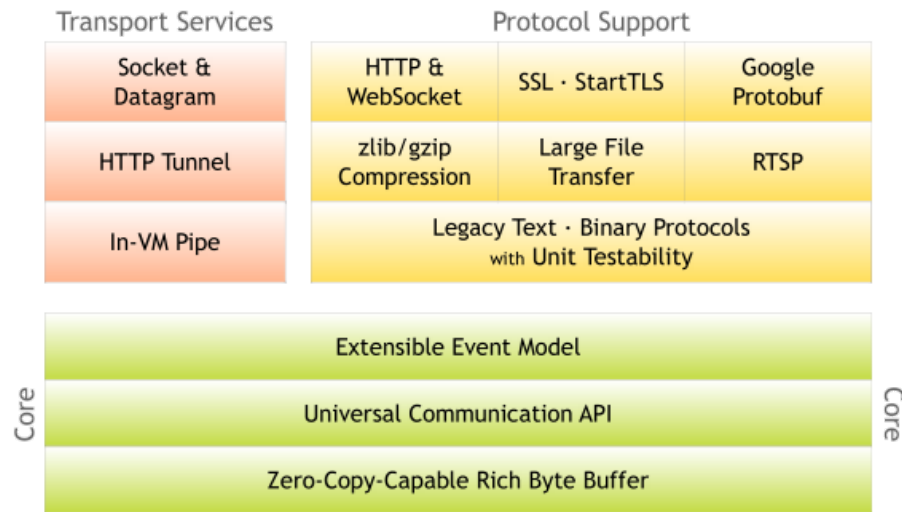 Transport Services
Protocol Support
Socket &
Datagram
HTTP &
WebSocket
SSL · StartTLS
Google
Protobuf
HTTP Tunnel
zlib/gzip
Compression
Large File
Transfer
RTSP
In-VM Pipe
Legacy Text · Binary Protocols
with Unit Testability
Core
Extensible Event Model
Universal Communication API
Zero-Copy-Capable Rich Byte Buffer
Core